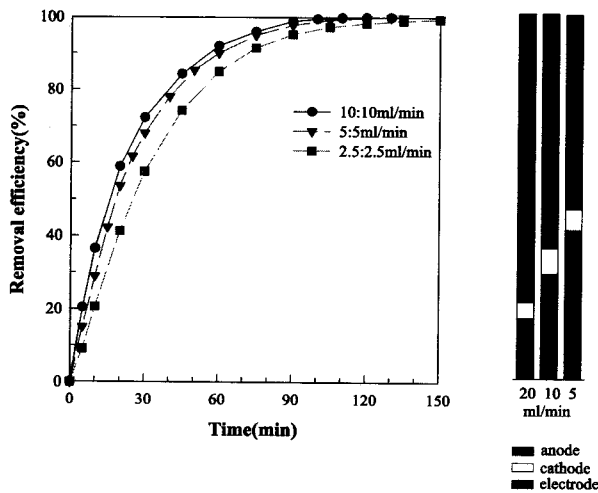 100
80
60
40
20
0
Removal efficiency(%)
10:10ml/min
5:5ml/min
2.5:2.5ml/min
0 30 60 90 120 150
Time(min)
20 10 5
ml/min
anode
cathode
electrode